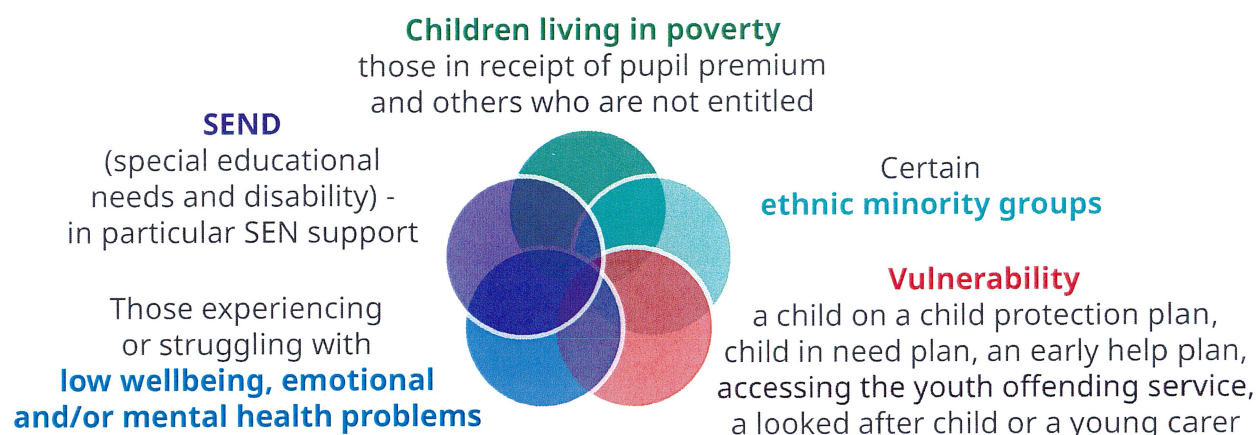 Children living in poverty
those in receipt of pupil premium
and others who are not entitled
SEND
(special educational
needs and disability) -
in particular SEN support
Certain
ethnic minority groups
Vulnerability
a child on a child protection plan,
child in need plan, an early help plan,
accessing the youth offending service,
a looked after child or a young carer
Those experiencing
or struggling with
low wellbeing, emotional
and/or mental health problems